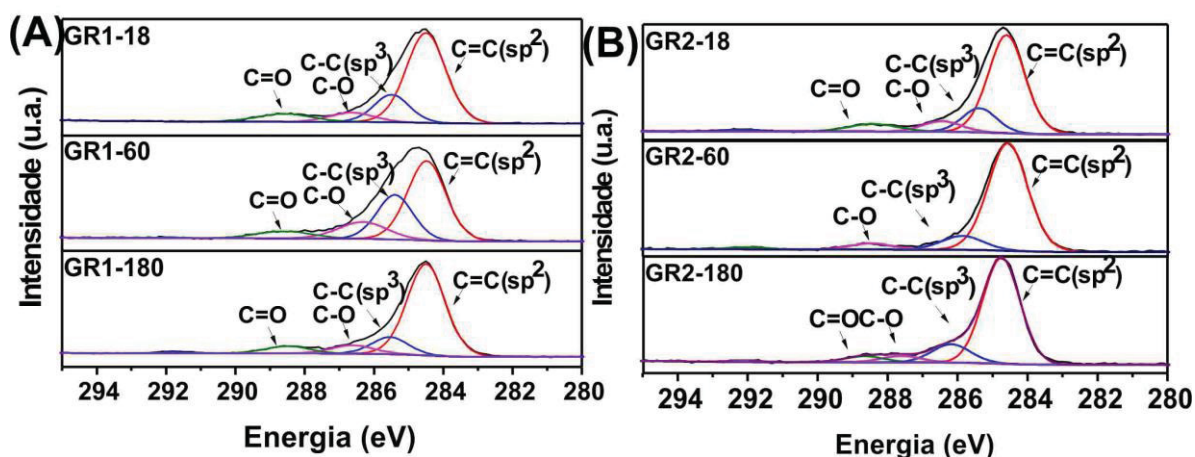 (A)
GR1-18
C=O
C-C(sp³)
C-O
C=C(sp²)
GR1-60
C=O
C-C(sp³)
C-O
C=C(sp²)
GR1-180
C=O
C-C(sp³)
C-O
C=C(sp²)
Intensidade (u.a.)
294 292 290 288 286 284 282 280
Energia (eV)
(B)
GR2-18
C=O
C-C(sp³)
C-O
C=C(sp²)
GR2-60
C-C(sp³)
C-O
C=C(sp²)
GR2-180
C-C(sp³)
C=O C-O
C=C(sp²)
Intensidade (u.a.)
294 292 290 288 286 284 282 280
Energia (eV)